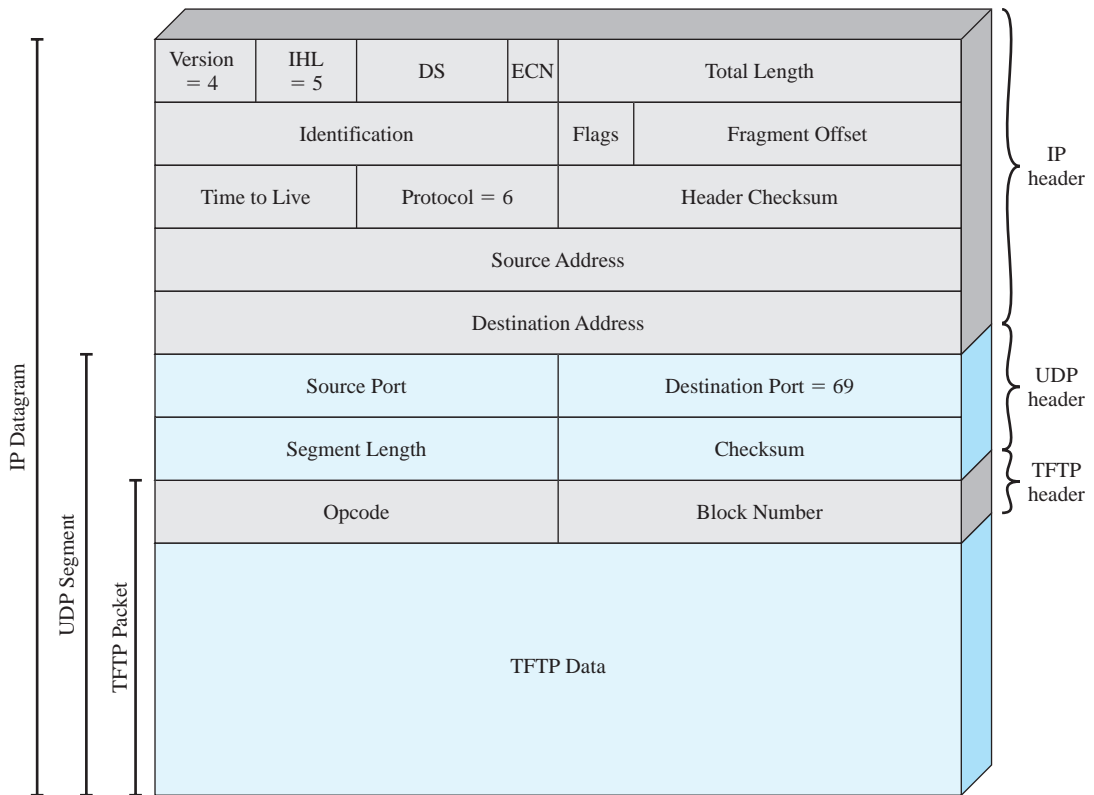 Version
= 4
IHL
= 5
DS
ECN
Total Length
Identification
Flags
Fragment Offset
Time to Live
Protocol = 6
Header Checksum
Source Address
Destination Address
Source Port
Destination Port = 69
Segment Length
Checksum
Opcode
Block Number
TFTP Data
IP Datagram
UDP Segment
TFTP Packet
IP
header
UDP
header
TFTP
header